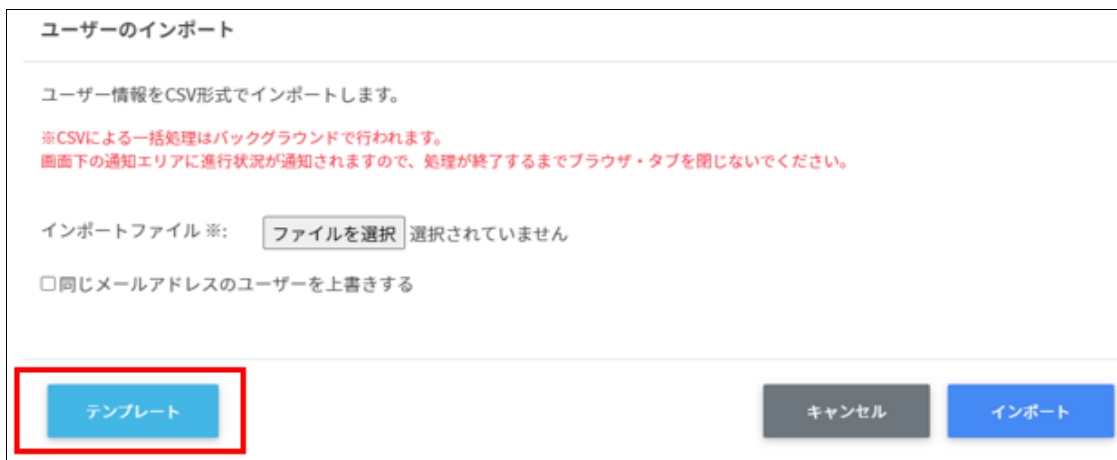 ユーザーのインポート
ユーザー情報をCSV形式でインポートします。
※CSVによる一括処理はバックグラウンドで行われます。
画面下の通知エリアに進行状況が通知されますので、処理が終了するまでブラウザ・タブを閉じないでください。
インポートファイル ※: ファイルを選択 選択されていません
同じメールアドレスのユーザーを上書きする
テンプレート キャンセル インポート